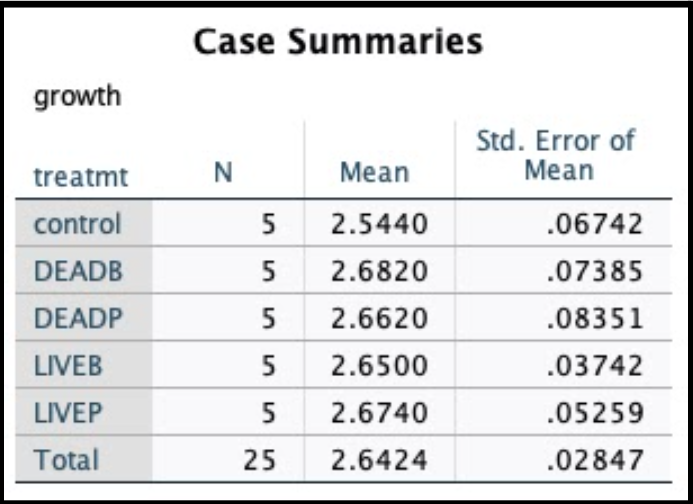 Case Summaries
growth
treatmt N Mean Std. Error of Mean
control 5 2.5440 .06742
DEADB 5 2.6820 .07385
DEADP 5 2.6620 .08351
LIVEB 5 2.6500 .03742
LIVEP 5 2.6740 .05259
Total 25 2.6424 .02847